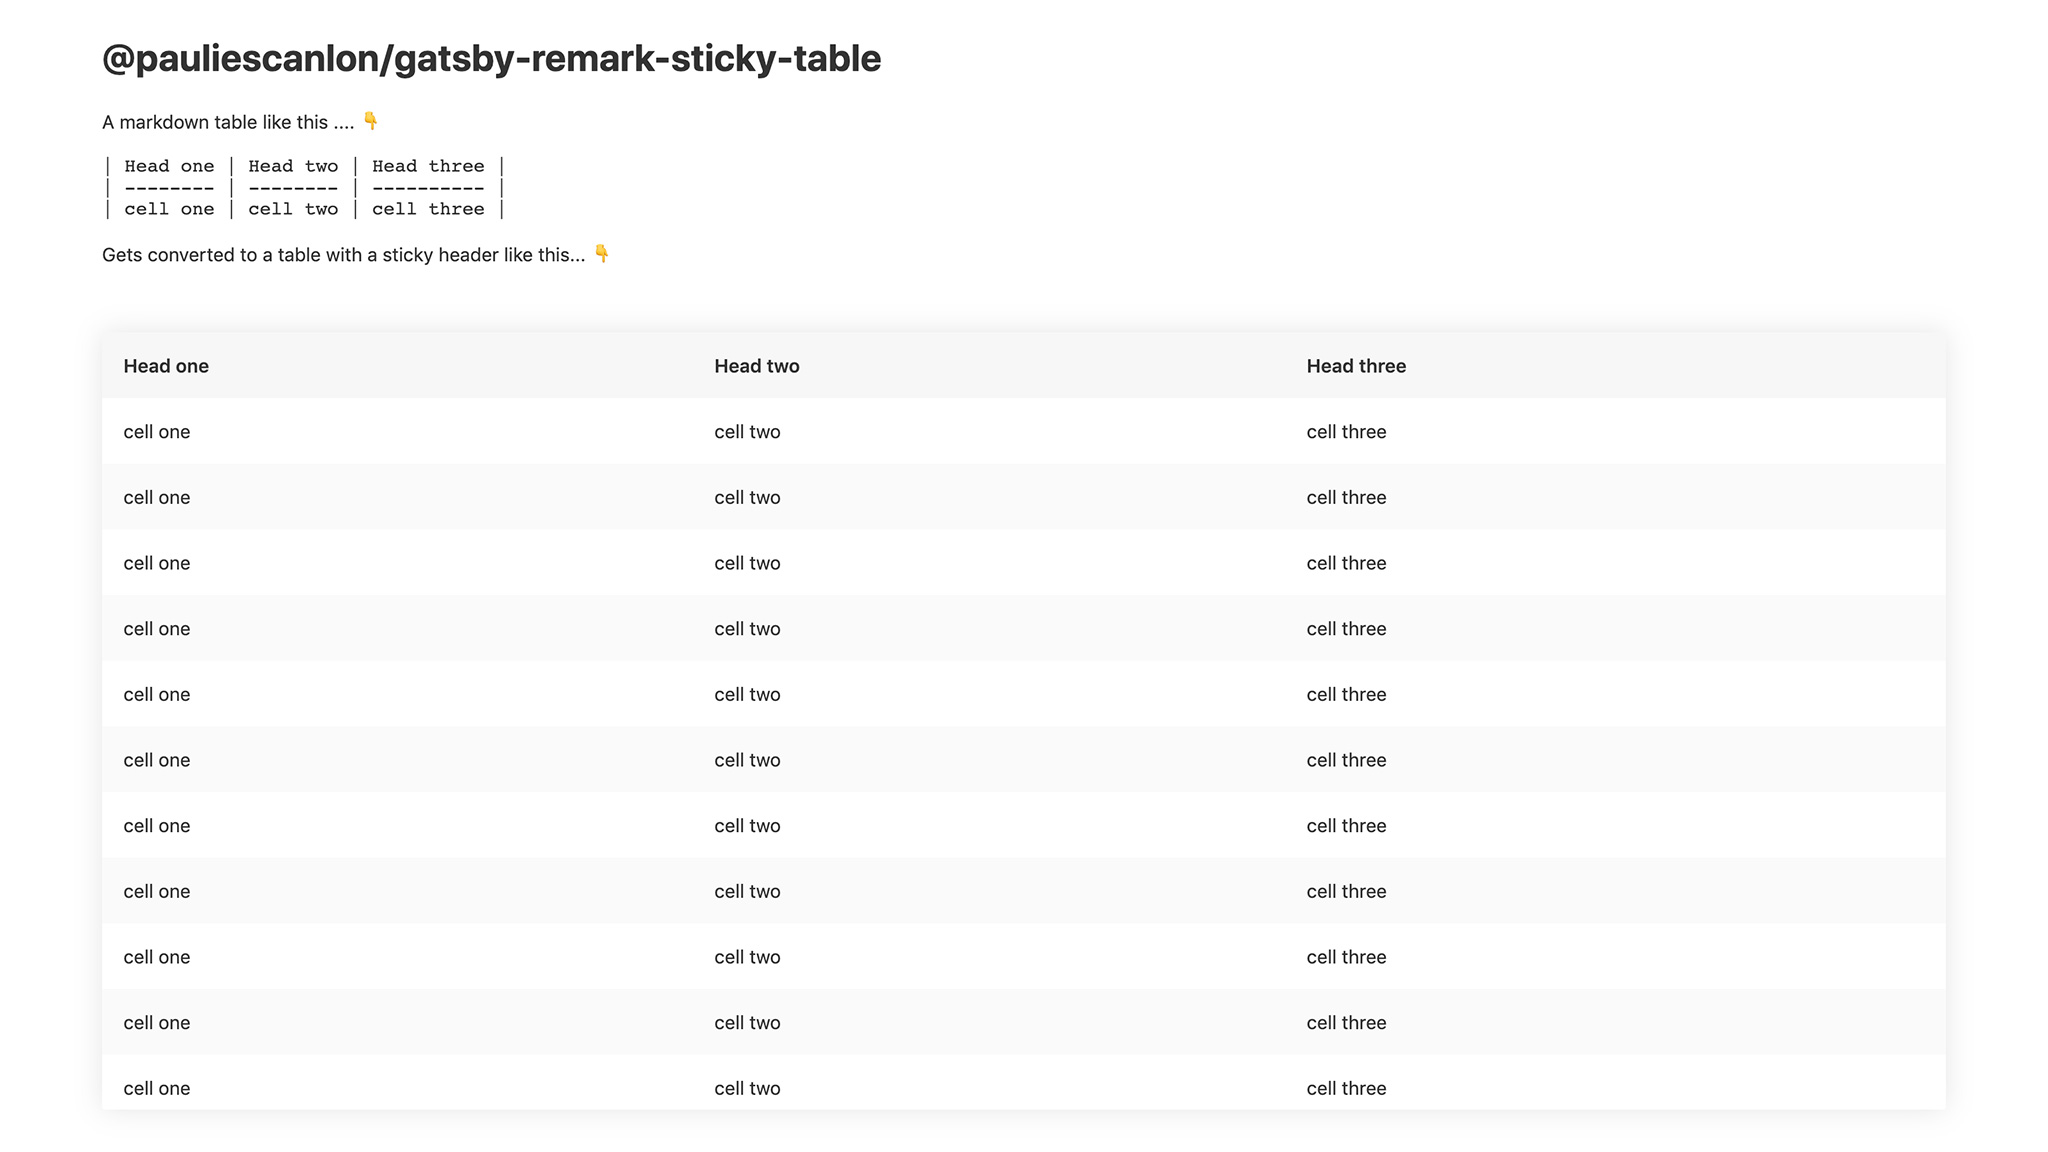 @pauliescanlon/gatsby-remark-sticky-table
A markdown table like this .... 👇
| Head one | Head two | Head three |
| -------- | -------- | ---------- |
| cell one | cell two | cell three |
Gets converted to a table with a sticky header like this... 👇
Head one Head two Head three
cell one cell two cell three
cell one cell two cell three
cell one cell two cell three
cell one cell two cell three
cell one cell two cell three
cell one cell two cell three
cell one cell two cell three
cell one cell two cell three
cell one cell two cell three
cell one cell two cell three
cell one cell two cell three